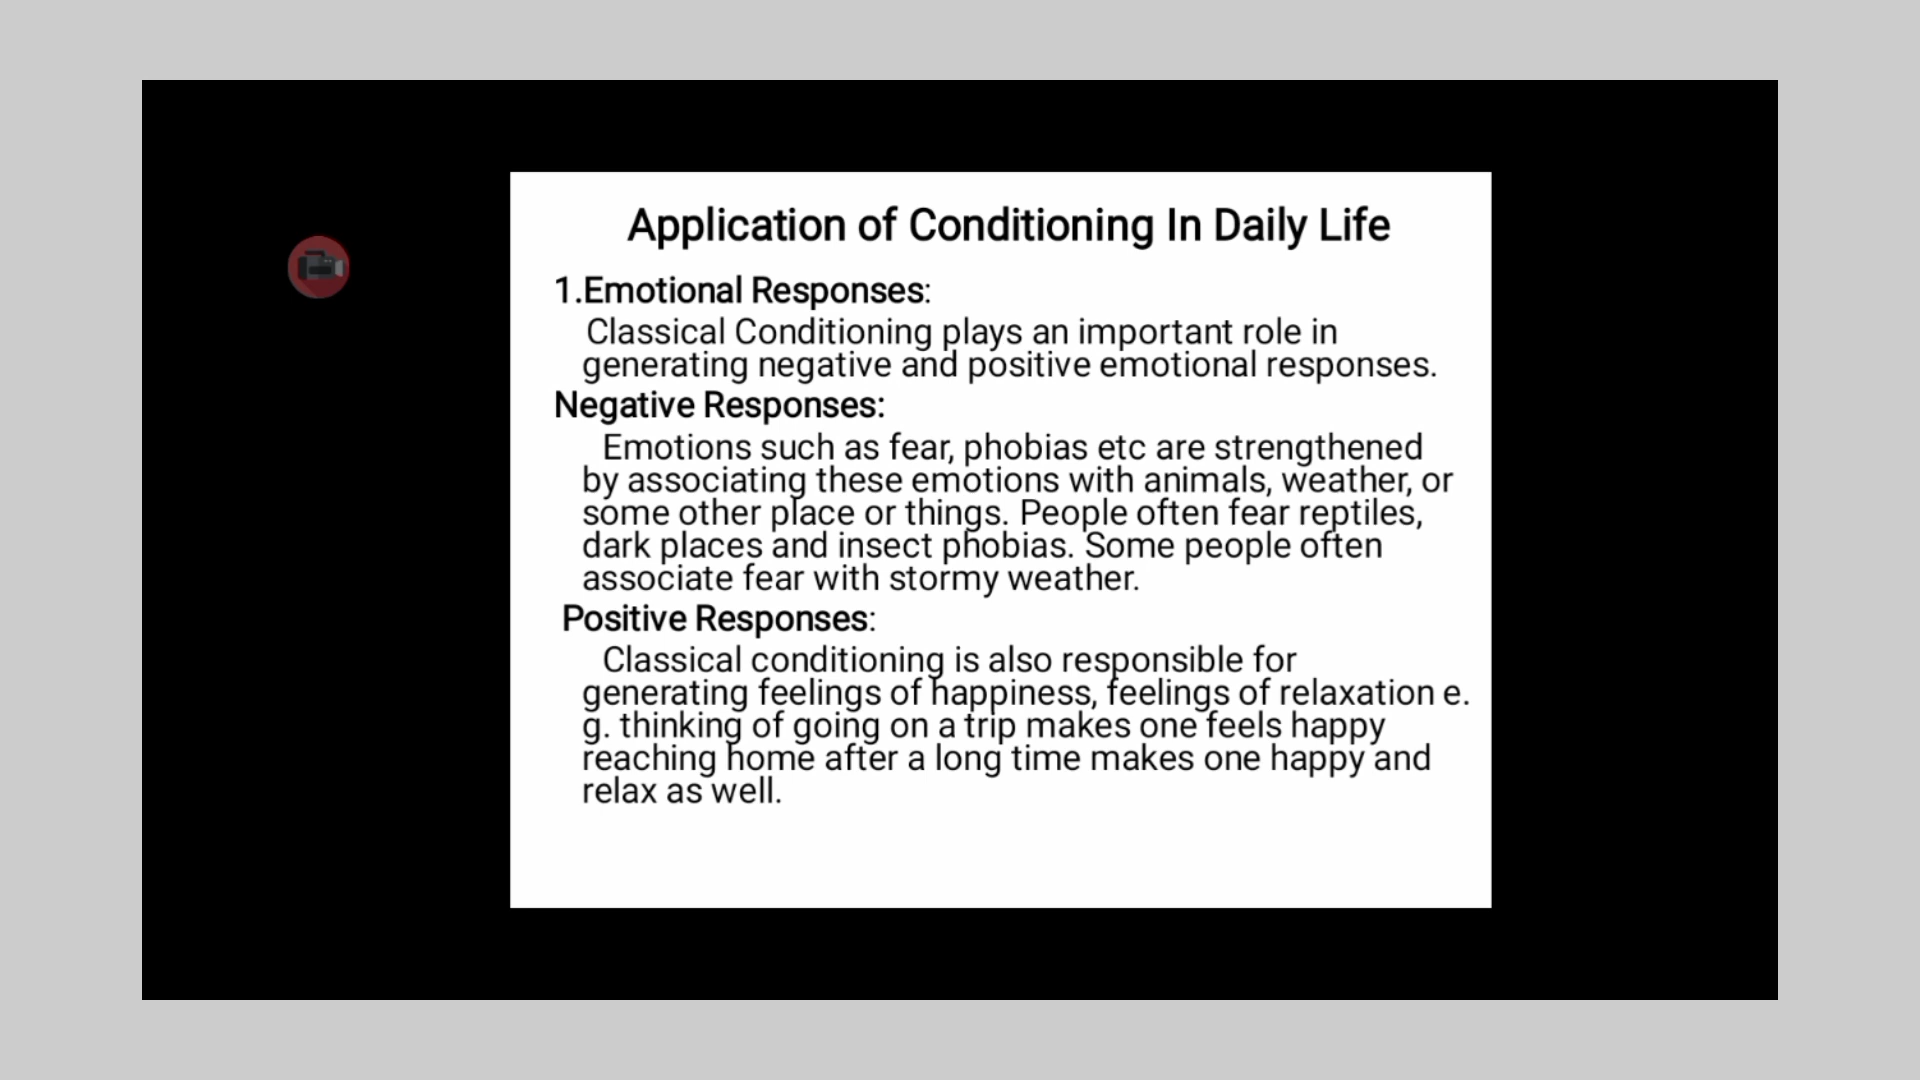 Application of Conditioning In Daily Life
1.Emotional Responses:
Classical Conditioning plays an important role in
generating negative and positive emotional responses.
Negative Responses:
Emotions such as fear, phobias etc are strengthened
by associating these emotions with animals, weather, or
some other place or things. People often fear reptiles,
dark places and insect phobias. Some people often
associate fear with stormy weather.
Positive Responses:
Classical conditioning is also responsible for
generating feelings of happiness, feelings of relaxation e.
g. thinking of going on a trip makes one feels happy
reaching home after a long time makes one happy and
relax as well.